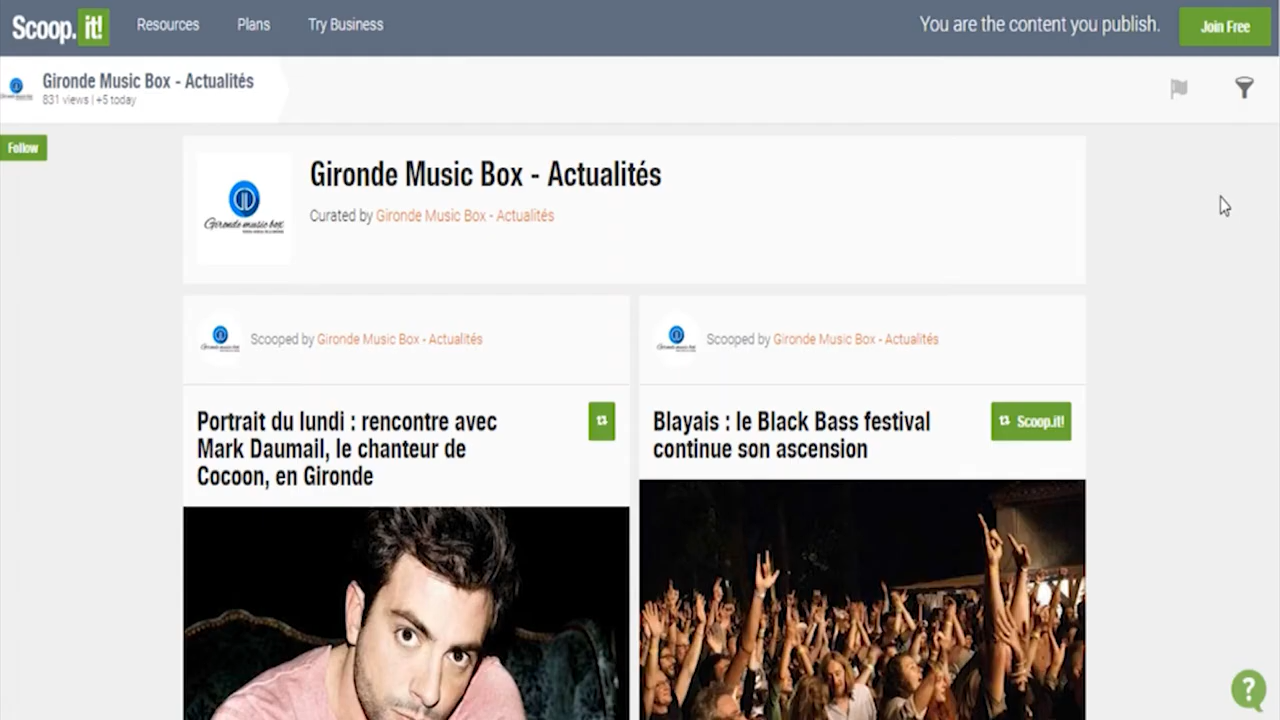 Scoop.it!
Resources
Plans
Try Business
You are the content you publish.
Join Free
Gironde Music Box - Actualités
831 views | +5 today
Follow
Gironde Music Box - Actualités
Curated by Gironde Music Box - Actualités
Gironde music box
Scooped by Gironde Music Box - Actualités
Scooped by Gironde Music Box - Actualités
Portrait du lundi : rencontre avec
Mark Daumail, le chanteur de
Cocoon, en Gironde
Blayais : le Black Bass festival
continue son ascension
Scoop.it!
?